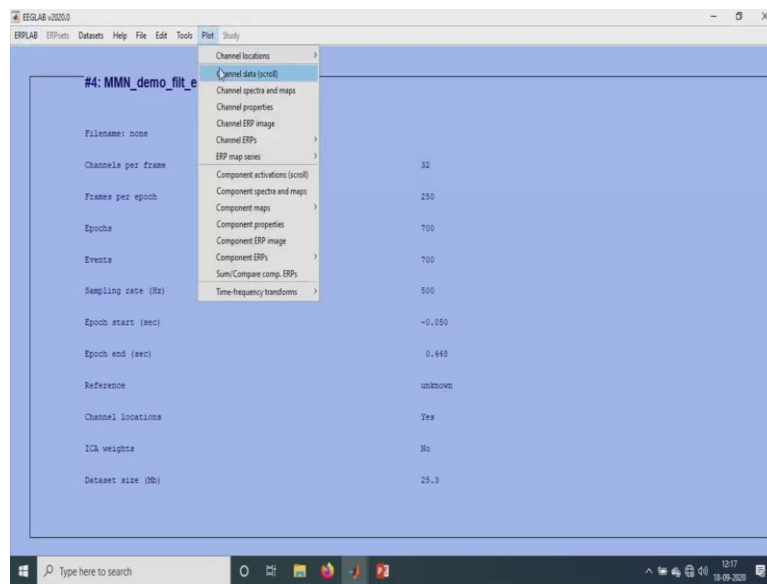 EEGLAB v2020.0
ERPLAB ERPsets Datasets Help File Edit Tools Plot Study
Channel locations
Channel data (scroll)
Channel spectra and maps
Channel properties
Channel ERP image
Channel ERPs
ERP map series
Component activations (scroll)
Component spectra and maps
Component maps
Component properties
Component ERP image
Component ERPs
Sum/Compare comp. ERPs
Time-frequency transforms
#4: MMN_demo_filt_e
Filename: none
Channels per frame 32
Frames per epoch 250
Epochs 700
Events 700
Sampling rate (Hz) 500
Epoch start (sec) -0.050
Epoch end (sec) 0.448
Reference unknown
Channel locations Yes
ICA weights No
Dataset size (Mb) 25.3
Type here to search
12:17
18-09-2020